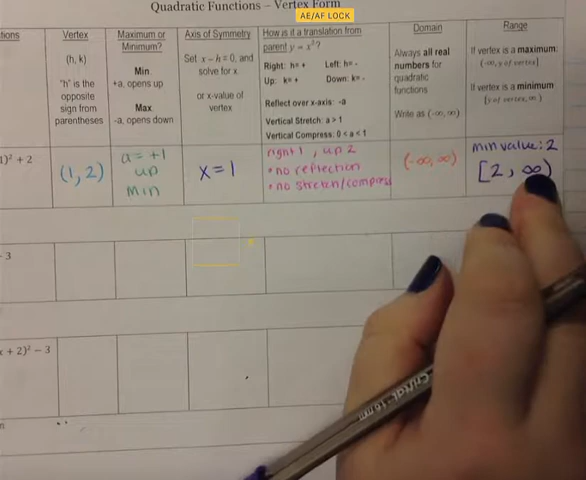 Quadratic Functions – Vertex Form
AE/AF LOCK
tions
Vertex
(h, k)
"h" is the
opposite
sign from
parentheses
Maximum or
Minimum?
Min
+a, opens up
Max
-a, opens down
Axis of Symmetry
Set x – h = 0, and
solve for x
or x-value of
vertex
How is it a translation from
parent y = x²?
Right: h= + Left: h= -
Up: k= + Down: k= -
Reflect over x-axis: -a
Vertical Stretch: a > 1
Vertical Compress: 0 < a < 1
Domain
Always all real
numbers for
quadratic
functions
Write as (-∞, ∞)
Range
If vertex is a maximum:
(-∞, y of vertex]
If vertex is a minimum
[y of vertex, ∞)
1)² + 2
(1, 2)
a = +1
up
min
x = 1
right 1, up 2
• no reflection
• no stretch/compress
(-∞, ∞)
min value: 2
[2, ∞)
- 3
x + 2)² – 3
n